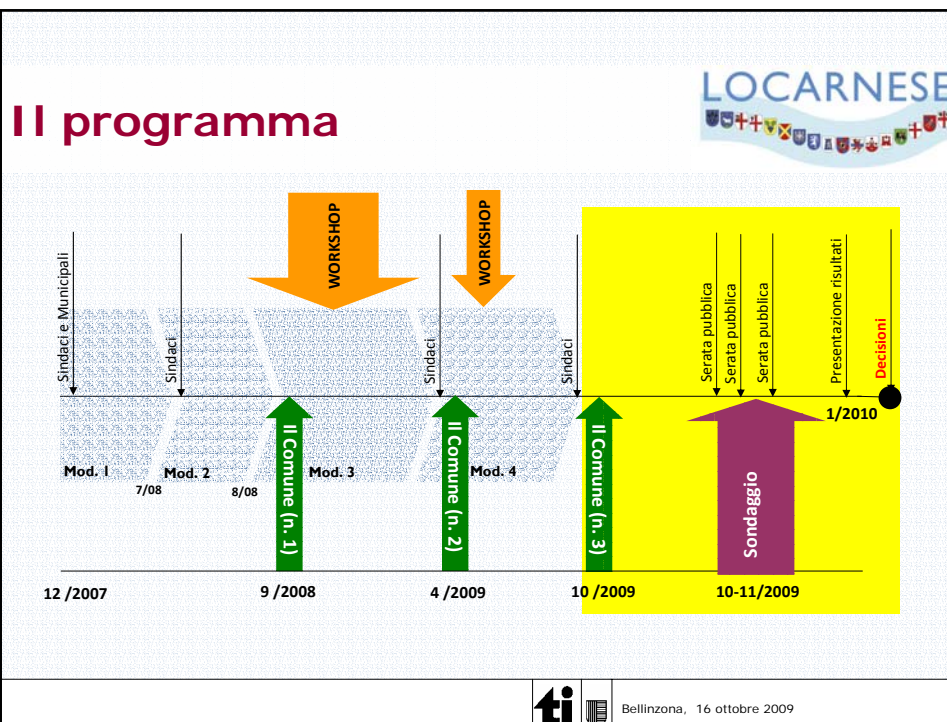 Il programma
LOCARNESE
WORKSHOP
WORKSHOP
Sindaci e Municipali
Sindaci
Sindaci
Sindaci
Serata pubblica
Serata pubblica
Serata pubblica
Presentazione risultati
Decisioni
1/2010
Mod. 1
Mod. 2
Mod. 3
Mod. 4
7/08
8/08
Il Comune (n. 1)
Il Comune (n. 2)
Il Comune (n. 3)
Sondaggio
12 /2007
9 /2008
4 /2009
10 /2009
10-11/2009
ti
Bellinzona, 16 ottobre 2009